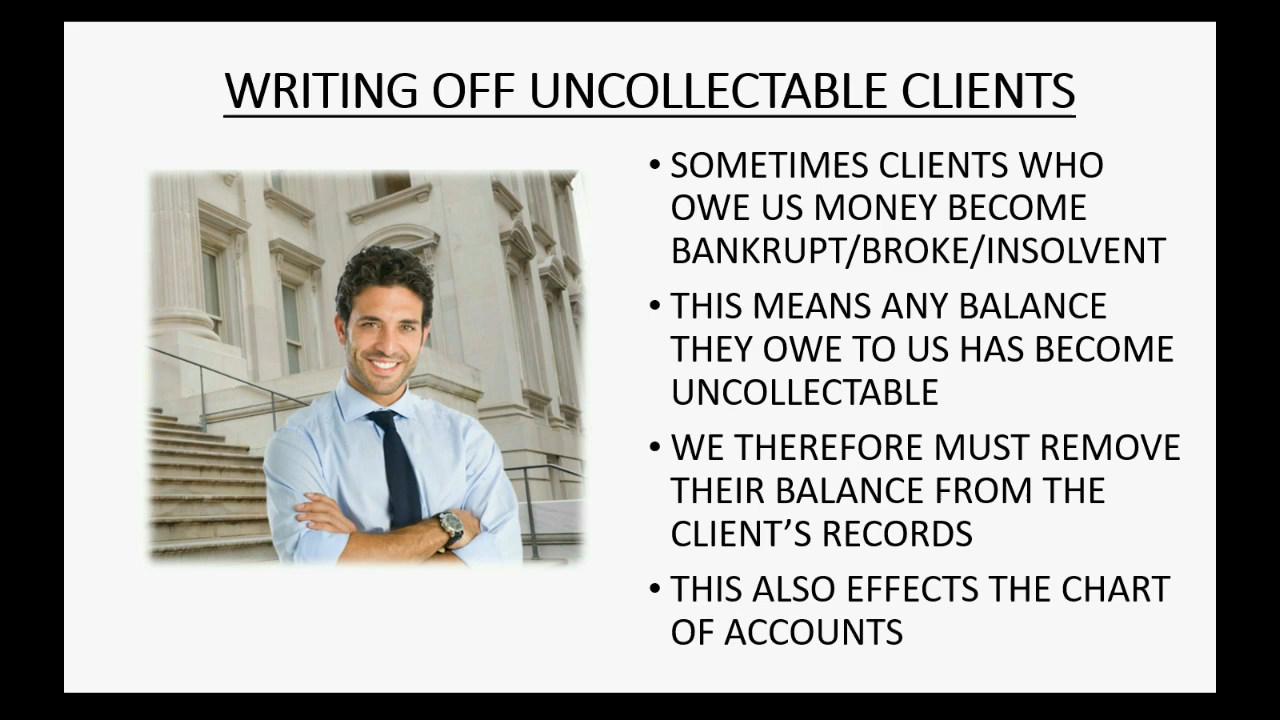 WRITING OFF UNCOLLECTABLE CLIENTS
• SOMETIMES CLIENTS WHO
OWE US MONEY BECOME
BANKRUPT/BROKE/INSOLVENT
• THIS MEANS ANY BALANCE
THEY OWE TO US HAS BECOME
UNCOLLECTABLE
• WE THEREFORE MUST REMOVE
THEIR BALANCE FROM THE
CLIENT’S RECORDS
• THIS ALSO EFFECTS THE CHART
OF ACCOUNTS